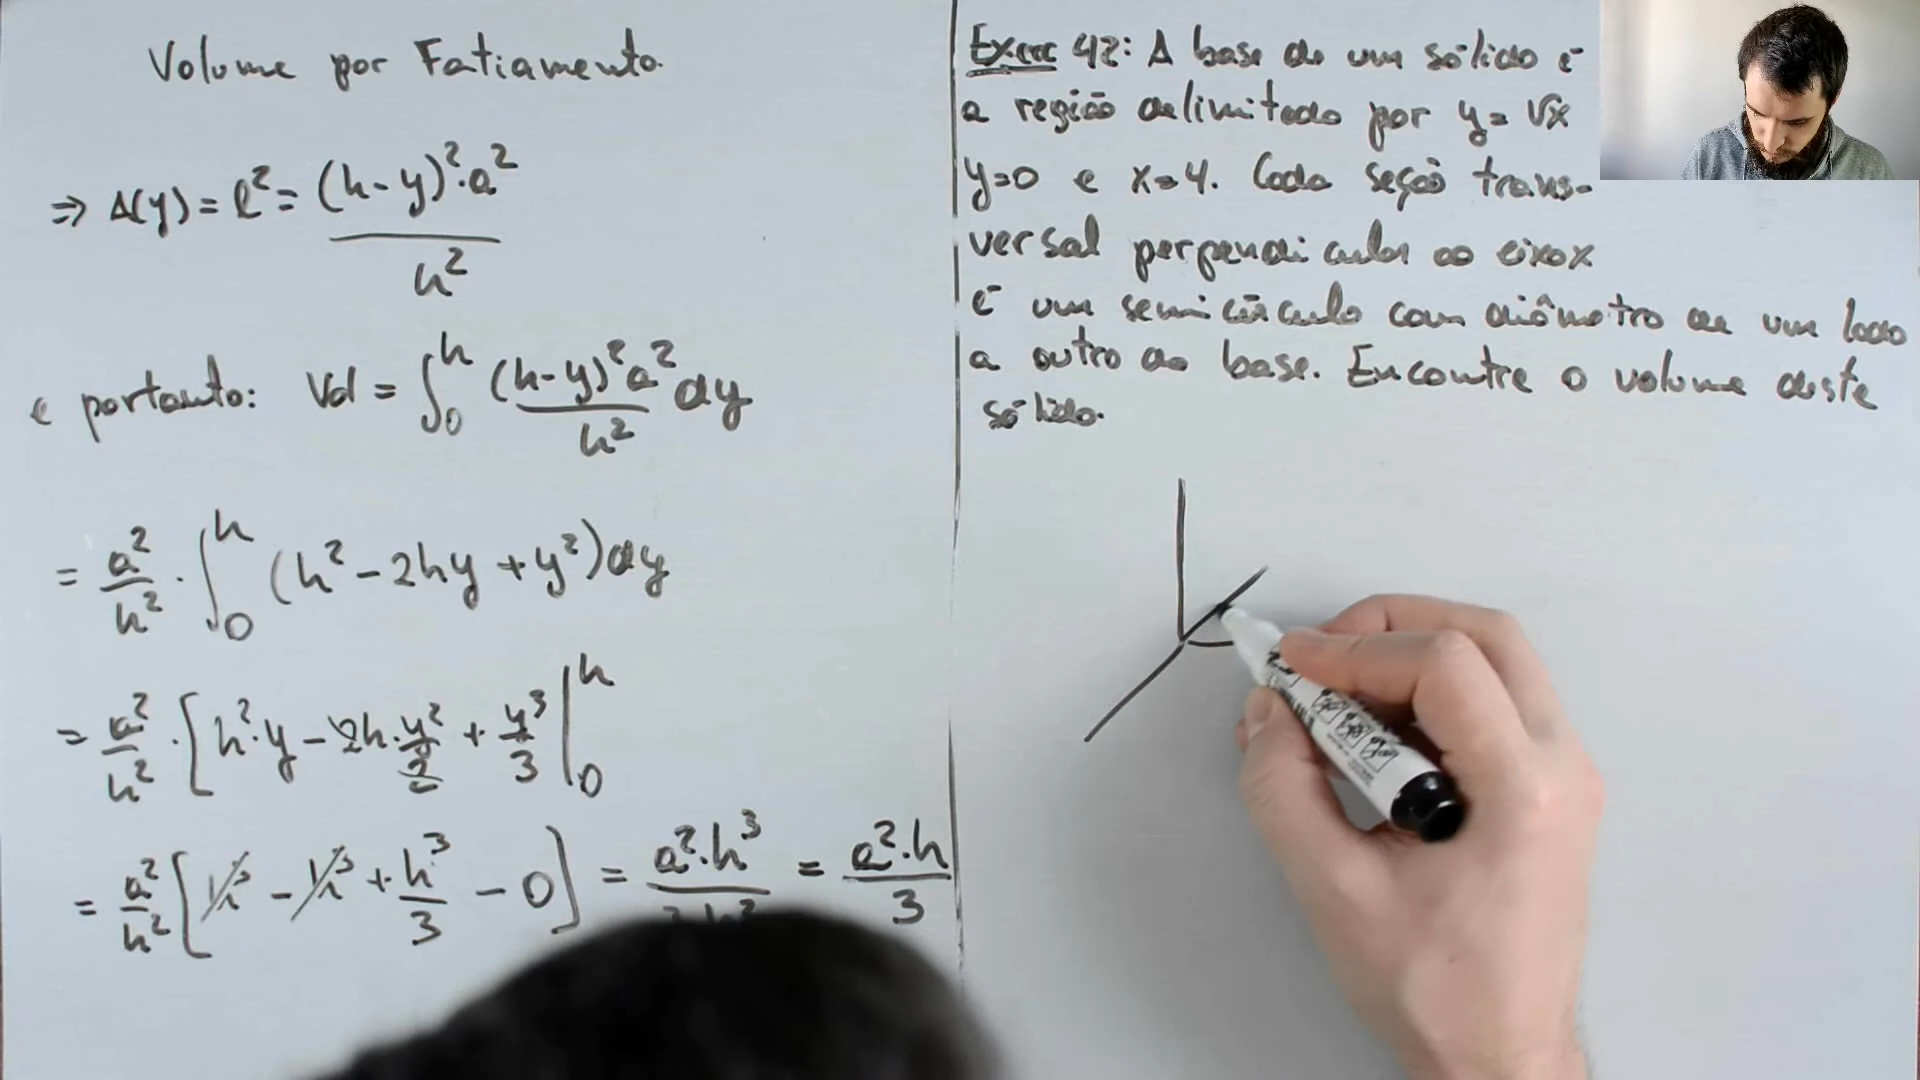 Volume por Fatiamento.
⇒ A(y) = l² = (h-y)²·a² / h²
e portanto: Vol = ∫₀ʰ (h-y)²a² / h² dy
= a²/h² · ∫₀ʰ (h² - 2hy + y²) dy
= a²/h² · [h²·y - 2h·y²/2 + y³/3 |₀ʰ
= a²/h² [h³ - h³ + h³/3 - 0] = a²·h³ / 3h² = a²·h / 3
Exerc 42: A base de um sólido é
a região delimitada por y = √x
y=0 e x=4. Cada seção trans-
versal perpendicular ao eixo x
é um semicírculo com diâmetro de um lado
a outro da base. Encontre o volume deste
sólido.